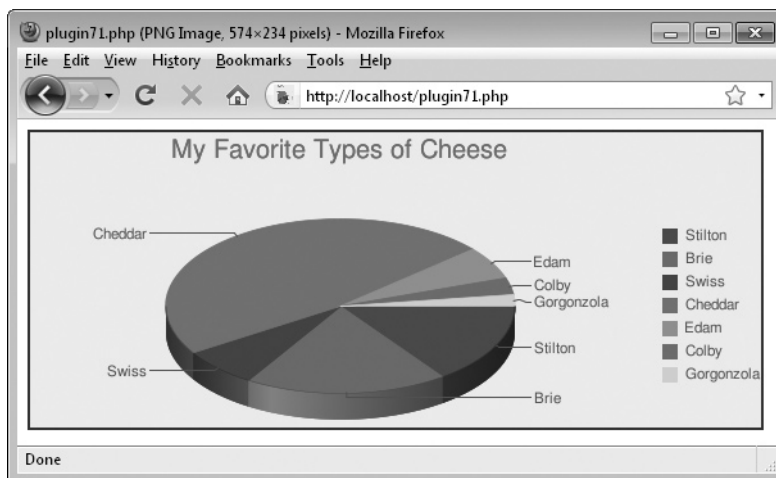 plugin71.php (PNG Image, 574×234 pixels) - Mozilla Firefox
File Edit View History Bookmarks Tools Help
http://localhost/plugin71.php
My Favorite Types of Cheese
Cheddar
Edam
Colby
Gorgonzola
Stilton
Swiss
Brie
Stilton
Brie
Swiss
Cheddar
Edam
Colby
Gorgonzola
Done